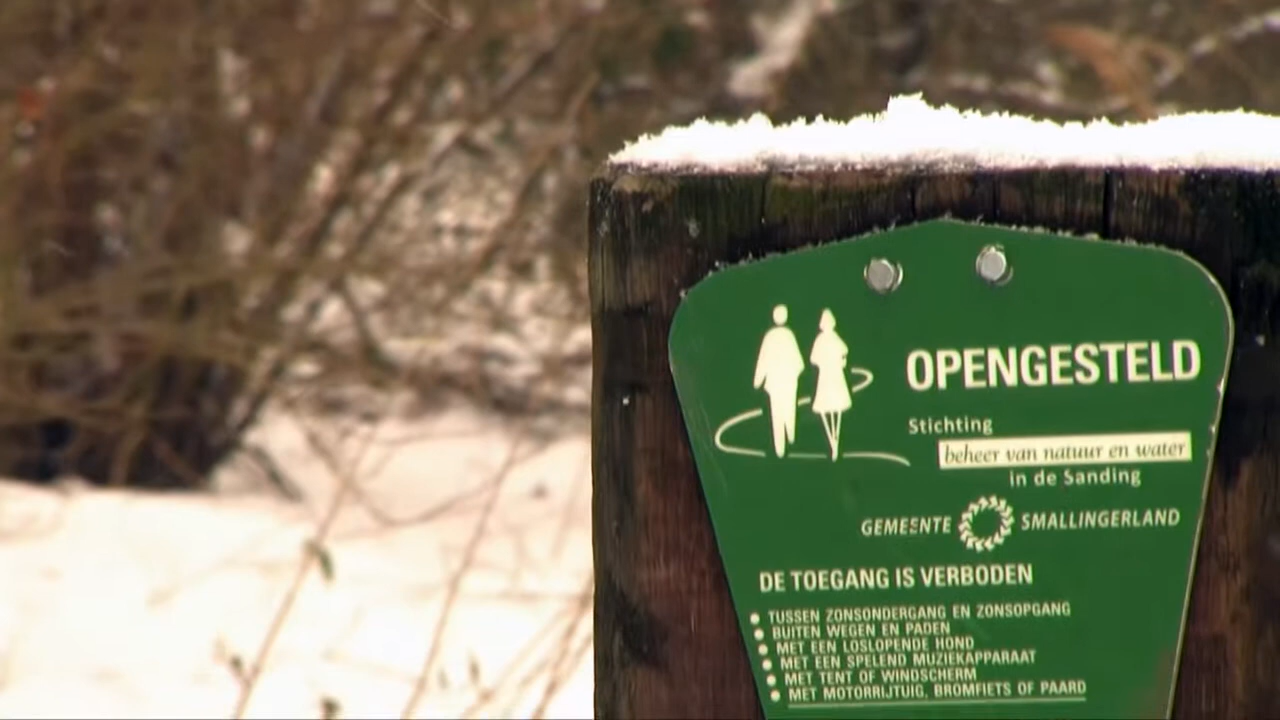 OPENGESTELD
Stichting
beheer van natuur en water
in de Sanding
GEMEENTE SMALLINGERLAND
DE TOEGANG IS VERBODEN
• TUSSEN ZONSONDERGANG EN ZONSOPGANG
• BUITEN WEGEN EN PADEN
• MET EEN LOSLOPENDE HOND
• MET EEN SPELEND MUZIEKAPPARAAT
• MET TENT OF WINDSCHERM
• MET MOTORRIJTUIG, BROMFIETS OF PAARD